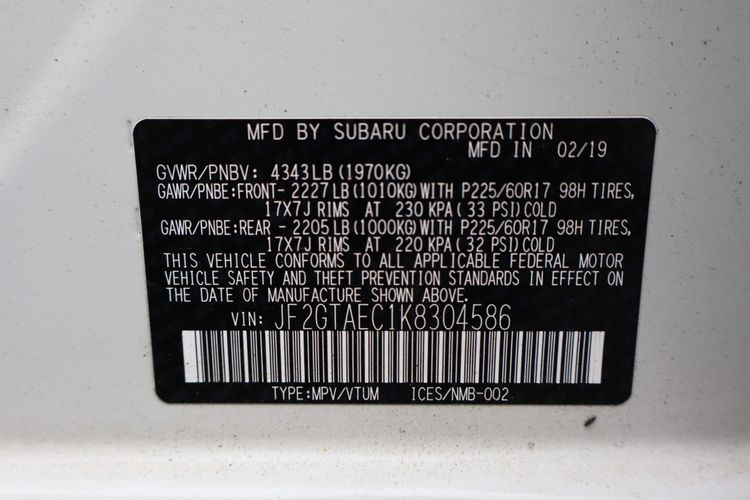 MFD BY SUBARU CORPORATION
MFD IN 02/19
GVWR/PNBV: 4343LB (1970KG)
GAWR/PNBE:FRONT- 2227LB (1010KG) WITH P225/60R17 98H TIRES,
17X7J RIMS AT 230 KPA( 33 PSI) COLD
GAWR/PNBE:REAR - 2205LB (1000KG) WITH P225/60R17 98H TIRES,
17X7J RIMS AT 220 KPA( 32 PSI) COLD
THIS VEHICLE CONFORMS TO ALL APPLICABLE FEDERAL MOTOR
VEHICLE SAFETY AND THEFT PREVENTION STANDARDS IN EFFECT ON
THE DATE OF MANUFACTURE SHOWN ABOVE.
VIN: JF2GTAEC1K8304586
TYPE:MPV/VTUM ICES/NMB-002